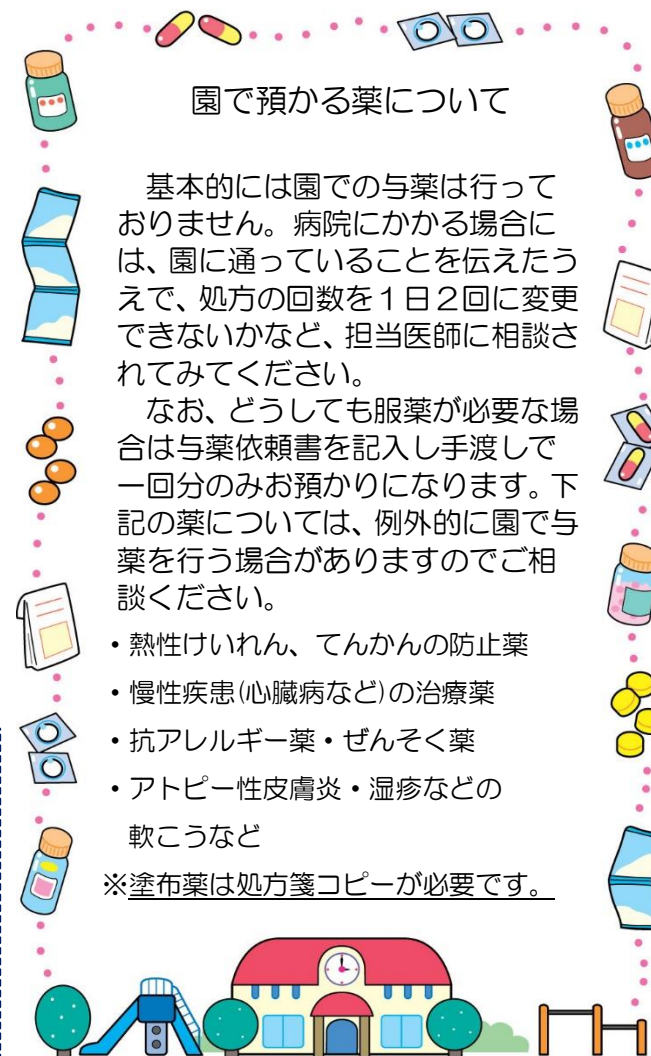 園で預かる薬について
　基本的には園での与薬は行って
おりません。病院にかかる場合に
は、園に通っていることを伝えたう
えで、処方の回数を１日２回に変更
できないかなど、担当医師に相談さ
れてみてください。
　なお、どうしても服薬が必要な場
合は与薬依頼書を記入し手渡しで
一回分のみお預かりになります。下
記の薬については、例外的に園で与
薬を行う場合がありますのでご相
談ください。
・熱性けいれん、てんかんの防止薬
・慢性疾患(心臓病など)の治療薬
・抗アレルギー薬・ぜんそく薬
・アトピー性皮膚炎・湿疹などの
軟こうなど
※塗布薬は処方箋コピーが必要です。